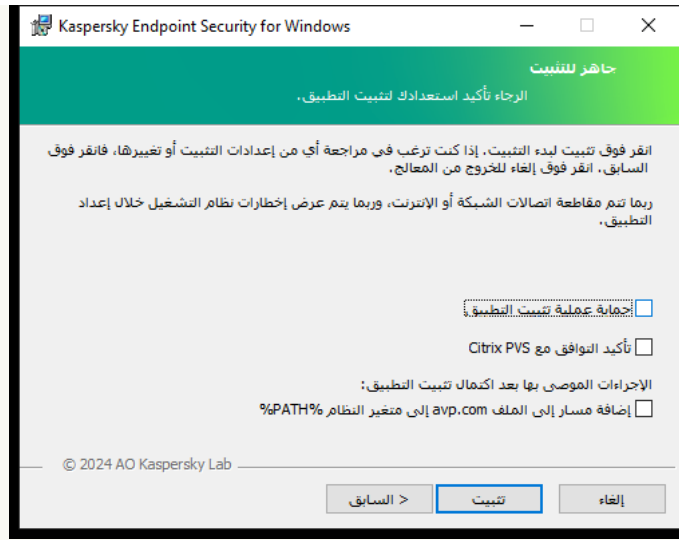 Kaspersky Endpoint Security for Windows
جاهز للتثبيت
الرجاء تأكيد استعدادك لتثبيت التطبيق.
انقر فوق تثبيت لبدء التثبيت. إذا كنت ترغب في مراجعة أي من إعدادات التثبيت أو تغييرها، فانقر فوق
السابق. انقر فوق إلغاء للخروج من المعالج.
ربما تتم مقاطعة اتصالات الشبكة أو الإنترنت، وربما يتم عرض إخطارات نظام التشغيل خلال إعداد
التطبيق.
حماية عملية تثبيت التطبيق
تأكيد التوافق مع Citrix PVS
الإجراءات الموصى بها بعد اكتمال تثبيت التطبيق:
إضافة مسار إلى الملف avp.com إلى متغير النظام %PATH%
© 2024 AO Kaspersky Lab
< السابق
تثبيت
إلغاء